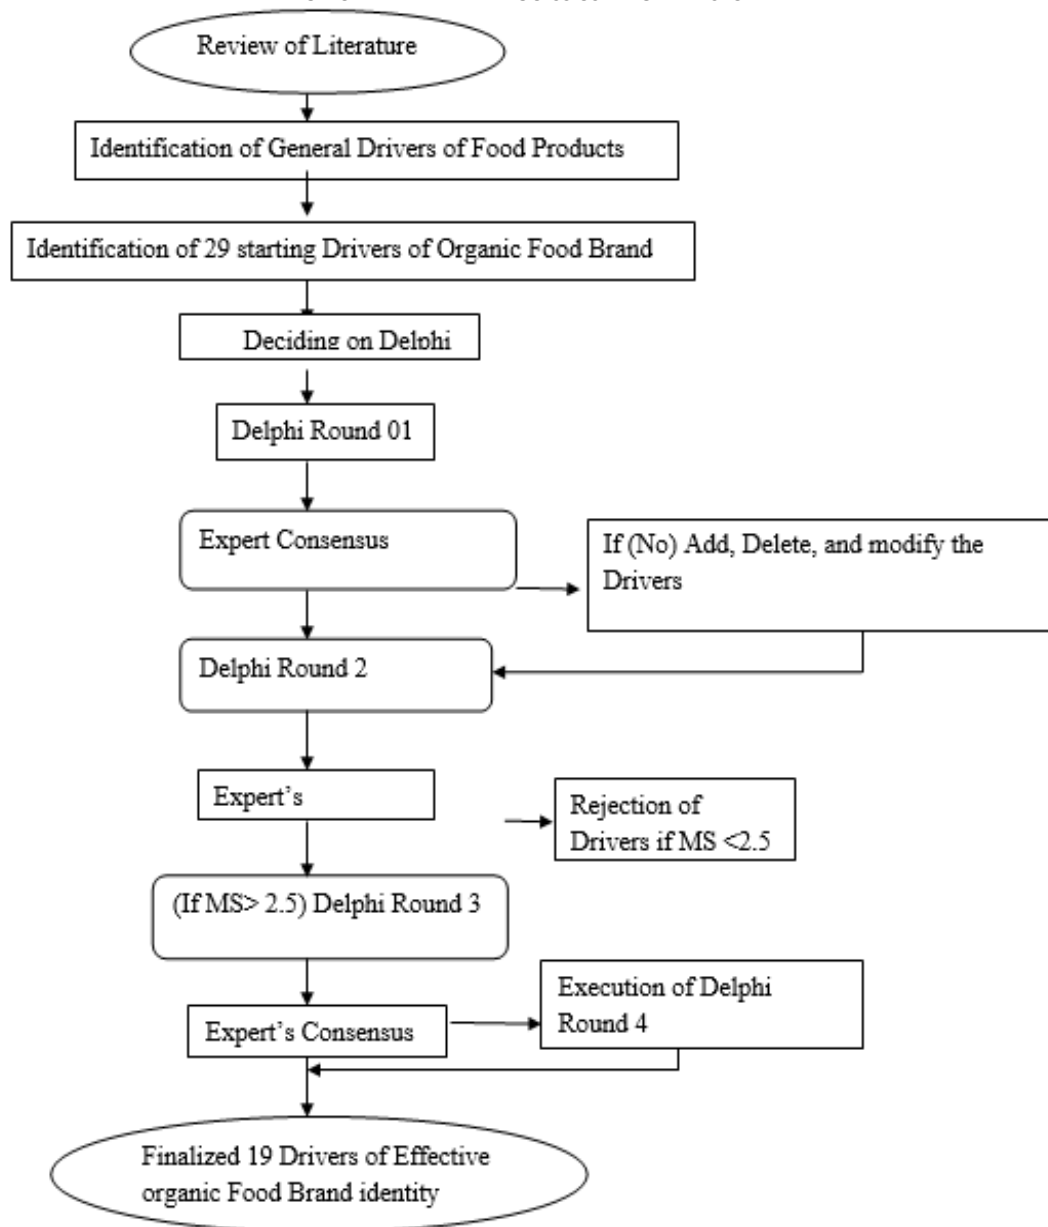 Review of Literature
Identification of General Drivers of Food Products
Identification of 29 starting Drivers of Organic Food Brand
Deciding on Delphi
Delphi Round 01
Expert Consensus
If (No) Add, Delete, and modify the
Drivers
Delphi Round 2
Expert’s
Rejection of
Drivers if MS <2.5
(If MS> 2.5) Delphi Round 3
Execution of Delphi
Round 4
Expert’s Consensus
Finalized 19 Drivers of Effective
organic Food Brand identity